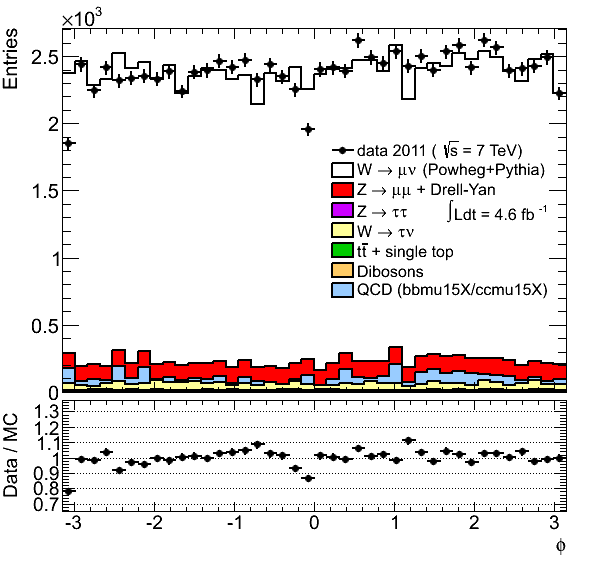 ×10³
Entries
2.5
2
1.5
1
0.5
0
data 2011 ( √s = 7 TeV)
W → μν (Powheg+Pythia)
Z → μμ + Drell-Yan
Z → ττ
∫Ldt = 4.6 fb⁻¹
W → τν
tt̄ + single top
Dibosons
QCD (bbmu15X/ccmu15X)
Data / MC
1.3
1.2
1.1
1
0.9
0.8
0.7
-3 -2 -1 0 1 2 3
ϕ